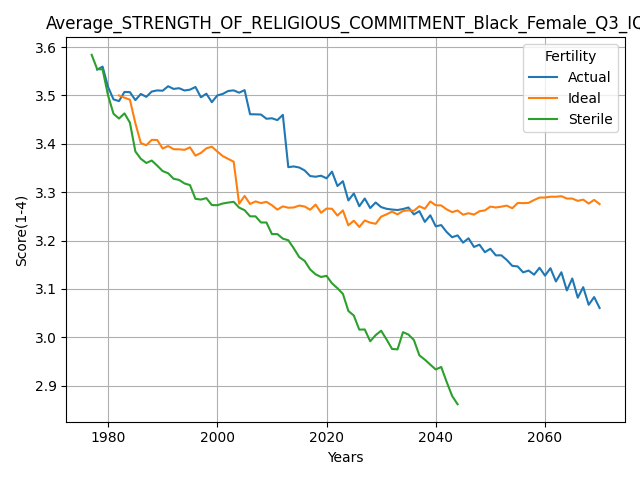 Average_STRENGTH_OF_RELIGIOUS_COMMITMENT_Black_Female_Q3_IQ
3.6
3.5
3.4
3.3
3.2
3.1
3.0
2.9
Score(1-4)
Fertility
Actual
Ideal
Sterile
1980
2000
2020
2040
2060
Years